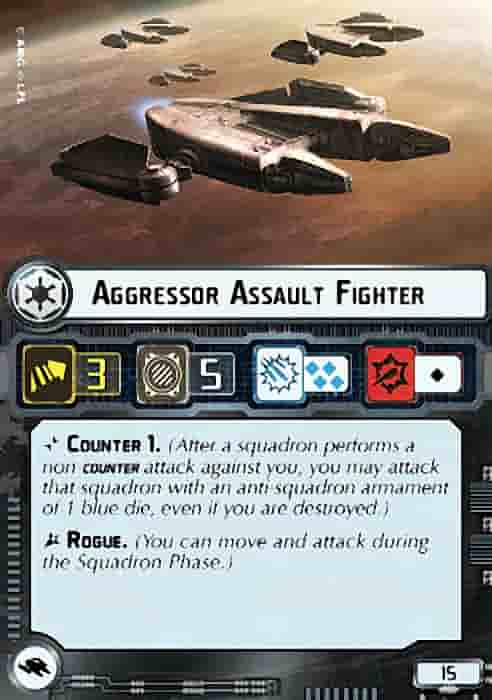 © FFG © LFL
AGGRESSOR ASSAULT FIGHTER
3 5
COUNTER 1. (After a squadron performs a
non COUNTER attack against you, you may attack
that squadron with an anti squadron armament
of 1 blue die, even if you are destroyed.)
ROGUE. (You can move and attack during
the Squadron Phase.)
15